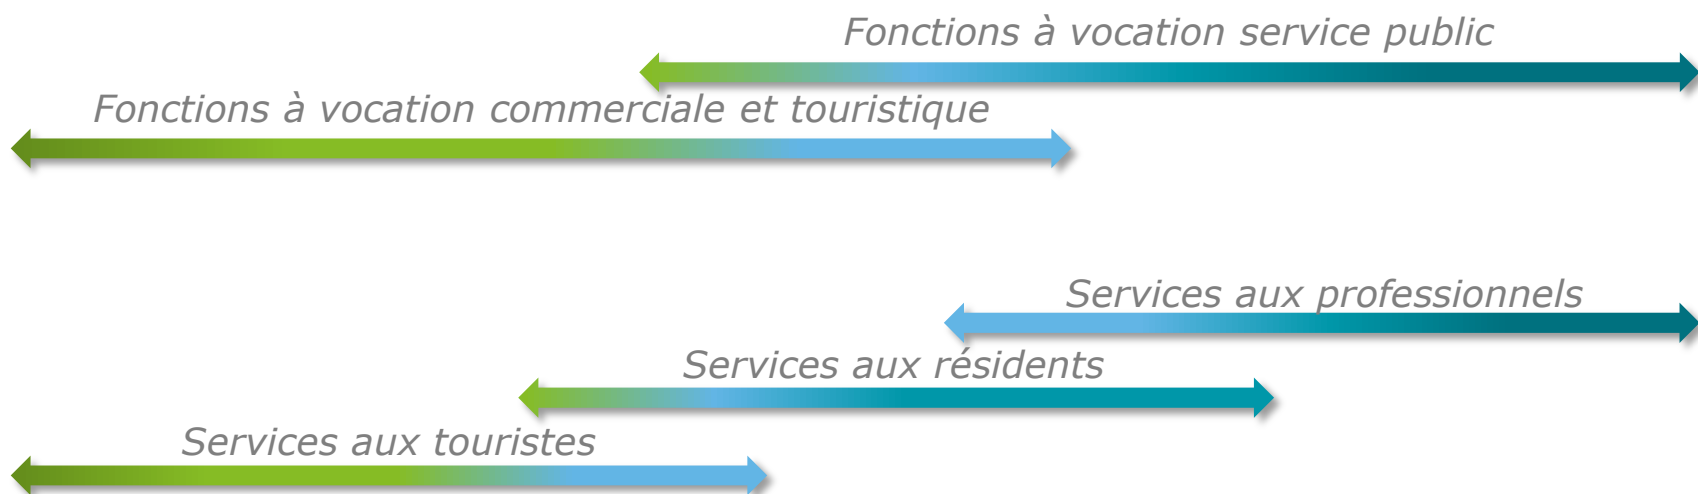 Fonctions à vocation service public
Fonctions à vocation commerciale et touristique
Services aux professionnels
Services aux résidents
Services aux touristes